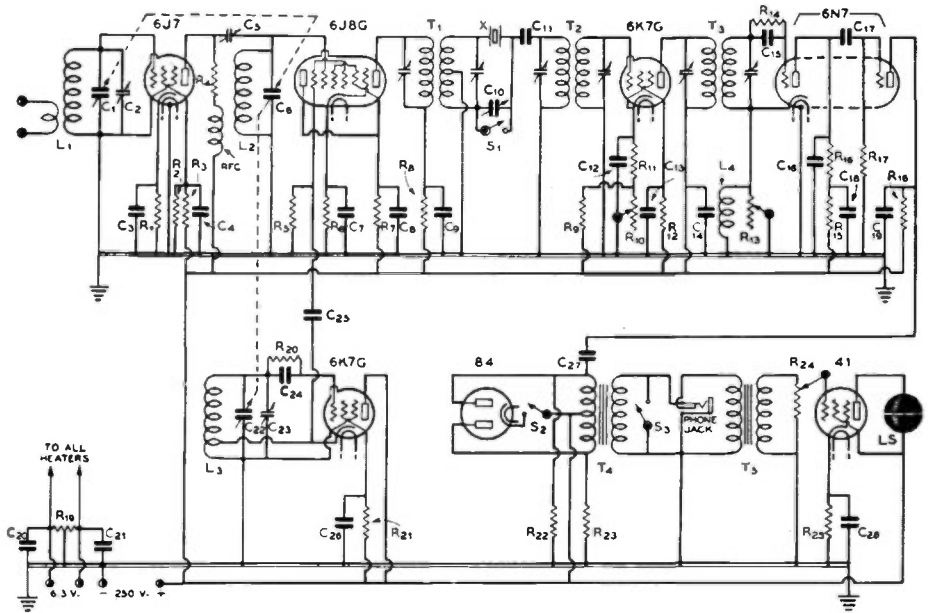 6J7 C5 6J8G T1 X C11 T2 6K7G T3 R14 6N7 C17
C15
C1 C2 C6 C10
S1
L1 L2 RFC L4
C12 R11 C13 C16 R16 R17 C18 R18
R2 R3 R8
C3 R1 C4 R5 R6 C7 R7 C8 C9 R9 R10 R12 C14 R13 R15 C19
C25
R20 6K7G 84 C27 R24 41
C24
C22 C23 S2 S3 PHONE JACK LS
L3 T4 T5
TO ALL
HEATERS
R19
C20 C21 C26 R21 R22 R23 R25 C28
6.3 V. - 250 V. +